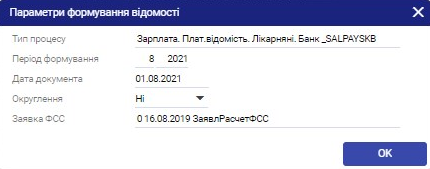 Параметри формування відомості
Тип процесу Зарплата. Плат.відомість. Лікарняні. Банк _SALPAYSKB
Період формування 8 2021
Дата документа 01.08.2021
Округлення Ні
Заявка ФСС 0 16.08.2019 ЗаявлРасчетФСС
OK